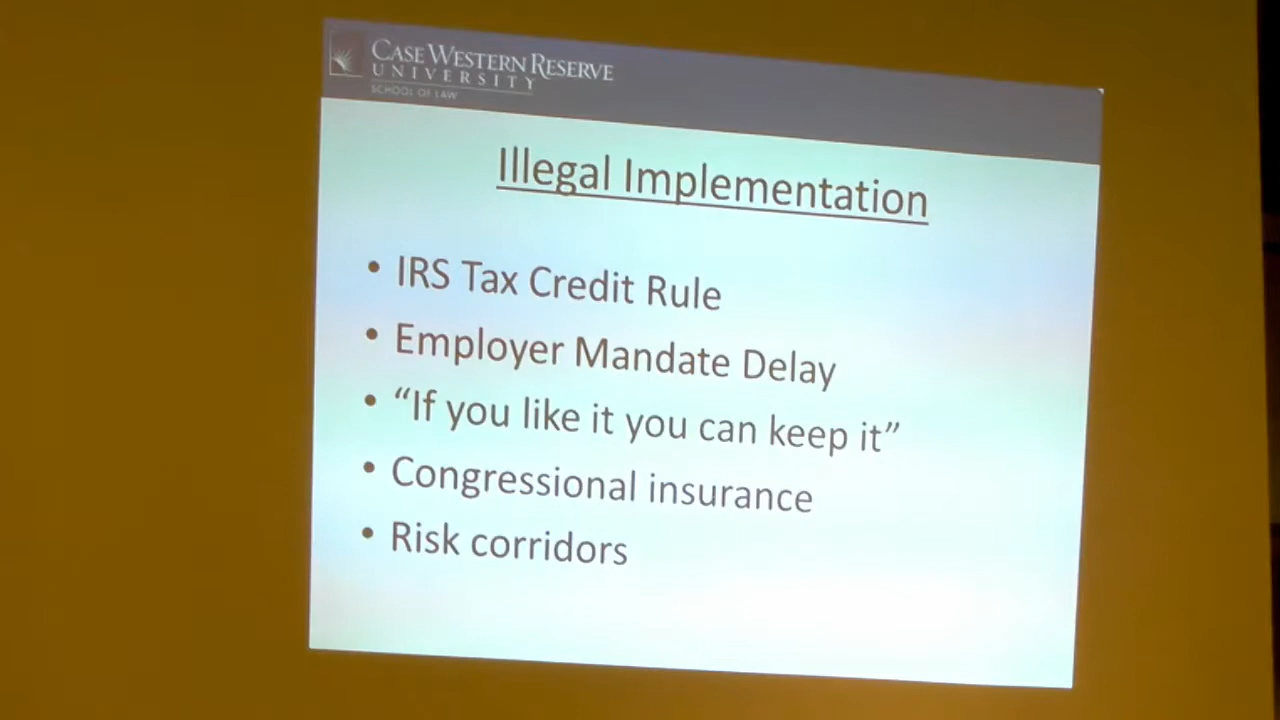 CASE WESTERN RESERVE
UNIVERSITY
SCHOOL OF LAW
Illegal Implementation
• IRS Tax Credit Rule
• Employer Mandate Delay
• “If you like it you can keep it”
• Congressional insurance
• Risk corridors